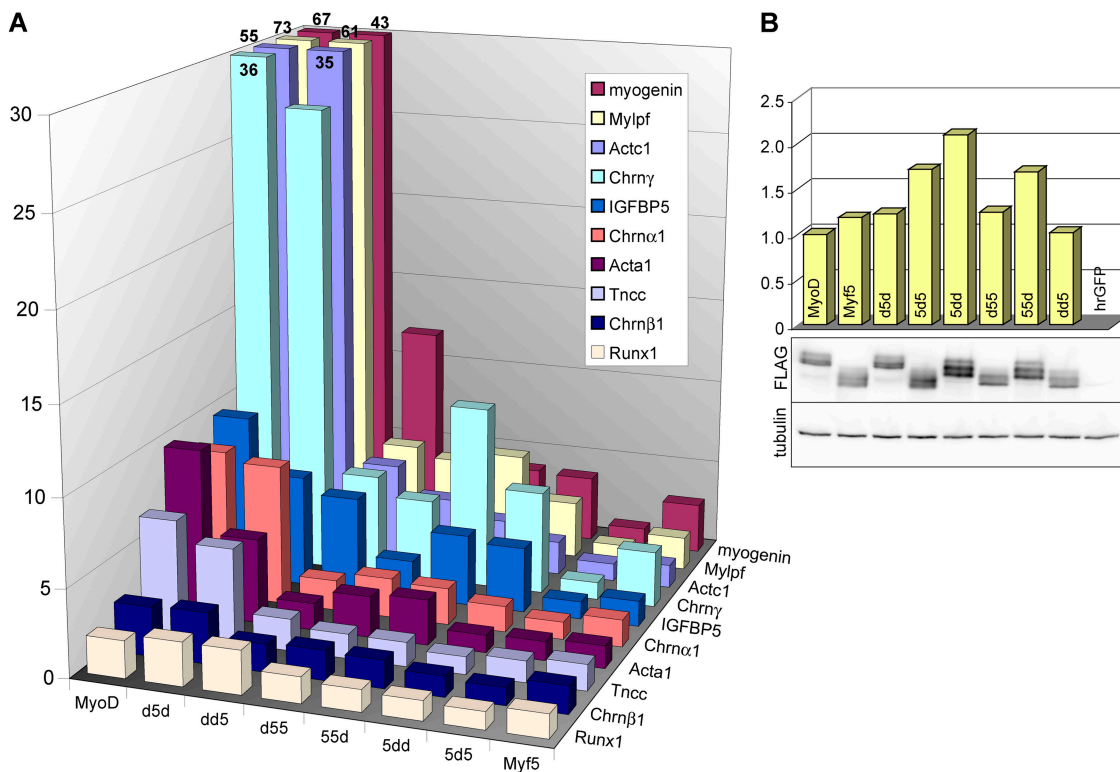 A
55
73
67
61
43
36
35
30
25
20
15
10
5
0
myogenin
Mylpf
Actc1
Chrnγ
IGFBP5
Chrnα1
Acta1
Tncc
Chrnβ1
Runx1
MyoD
d5d
dd5
d55
55d
5dd
5d5
Myf5
myogenin
Mylpf
Actc1
Chrnγ
IGFBP5
Chrnα1
Acta1
Tncc
Chrnβ1
Runx1
B
2.5
2.0
1.5
1.0
0.5
0
MyoD
Myf5
d5d
5d5
5dd
d55
55d
dd5
hrGFP
FLAG
tubulin